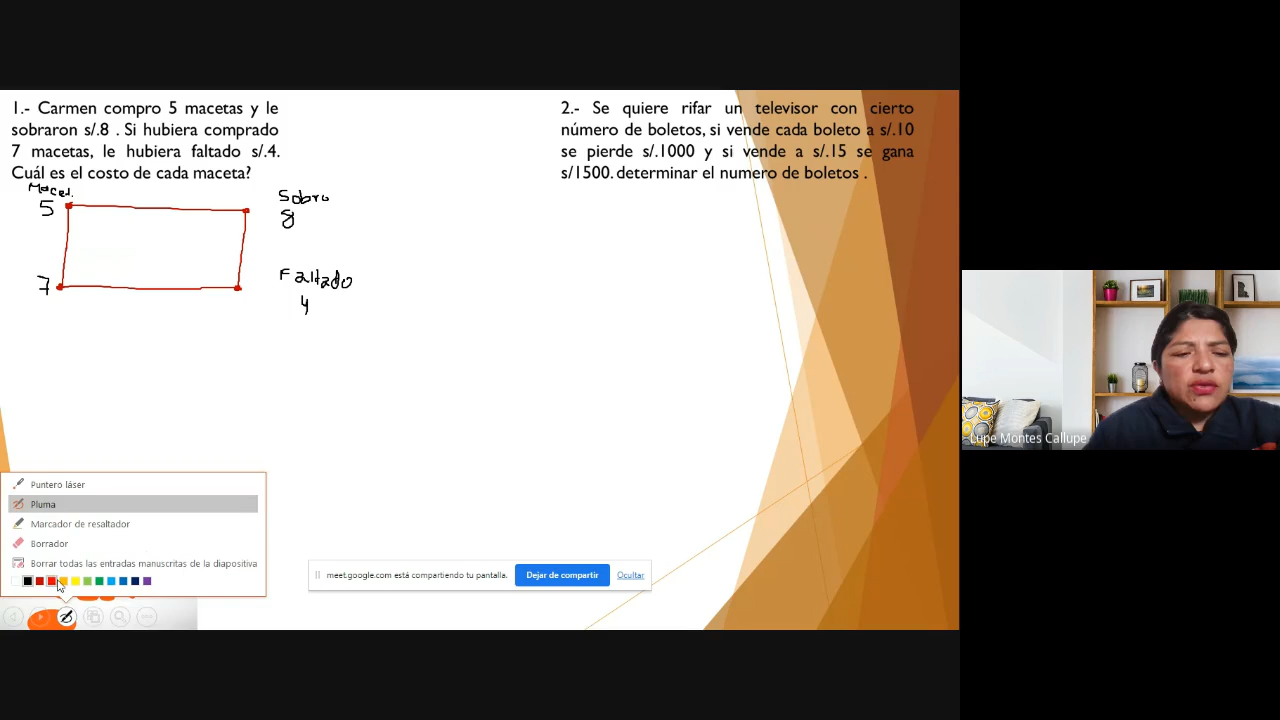 1.- Carmen compro 5 macetas y le
sobraron s/.8 . Si hubiera comprado
7 macetas, le hubiera faltado s/.4.
Cuál es el costo de cada maceta?
2.- Se quiere rifar un televisor con cierto
número de boletos, si vende cada boleto a s/.10
se pierde s/.1000 y si vende a s/.15 se gana
s/1500. determinar el numero de boletos .
Maced.
5
Sobro
8
7
Faltado
4
Lupe Montes Callupe
Puntero láser
Pluma
Marcador de resaltador
Borrador
Borrar todas las entradas manuscritas de la diapositiva
meet.google.com está compartiendo tu pantalla.
Dejar de compartir
Ocultar